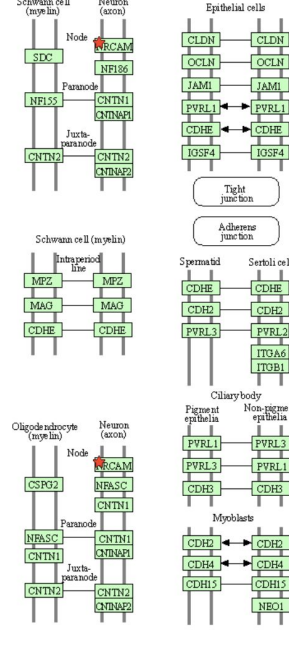 Schwann cell
(myelin)
Neuron
(axon)
Node
NRCAM
SDC
NF186
Paranode
NF155
CNTN1
CNTNAP1
Juxta-
paranode
CNTN2
CNTN2
CNTNAP2
Schwann cell (myelin)
Intraperiod
line
MPZ
MPZ
MAG
MAG
CDHE
CDHE
Oligodendrocyte
(myelin)
Neuron
(axon)
Node
NRCAM
CSPG2
NFASC
CNTN1
Paranode
NFASC
CNTN1
CNTN1
CNTNAP1
Juxta-
paranode
CNTN2
CNTN2
CNTNAP2
Epithelial cells
CLDN
CLDN
OCLN
OCLN
JAM1
JAM1
PVRL1
PVRL1
CDHE
CDHE
IGSF4
IGSF4
Tight
junction
Adherens
junction
Spermatid
Sertoli cel
CDHE
CDHE
CDH2
CDH2
PVRL3
PVRL2
ITGA6
ITGB1
Ciliary body
Pigment
epithelia
Non-pigme
epithelia
PVRL1
PVRL3
PVRL3
PVRL1
CDH3
CDH3
Myoblasts
CDH2
CDH2
CDH4
CDH4
CDH15
CDH15
NEO1